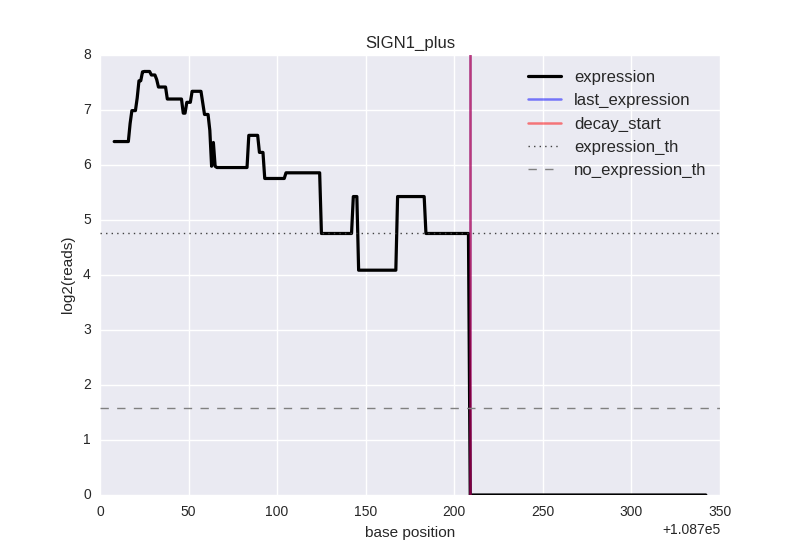 SIGN1_plus
8
7
6
5
4
3
2
1
0
log2(reads)
expression
last_expression
decay_start
expression_th
no_expression_th
0 50 100 150 200 250 300 350
+1.087e5
base position